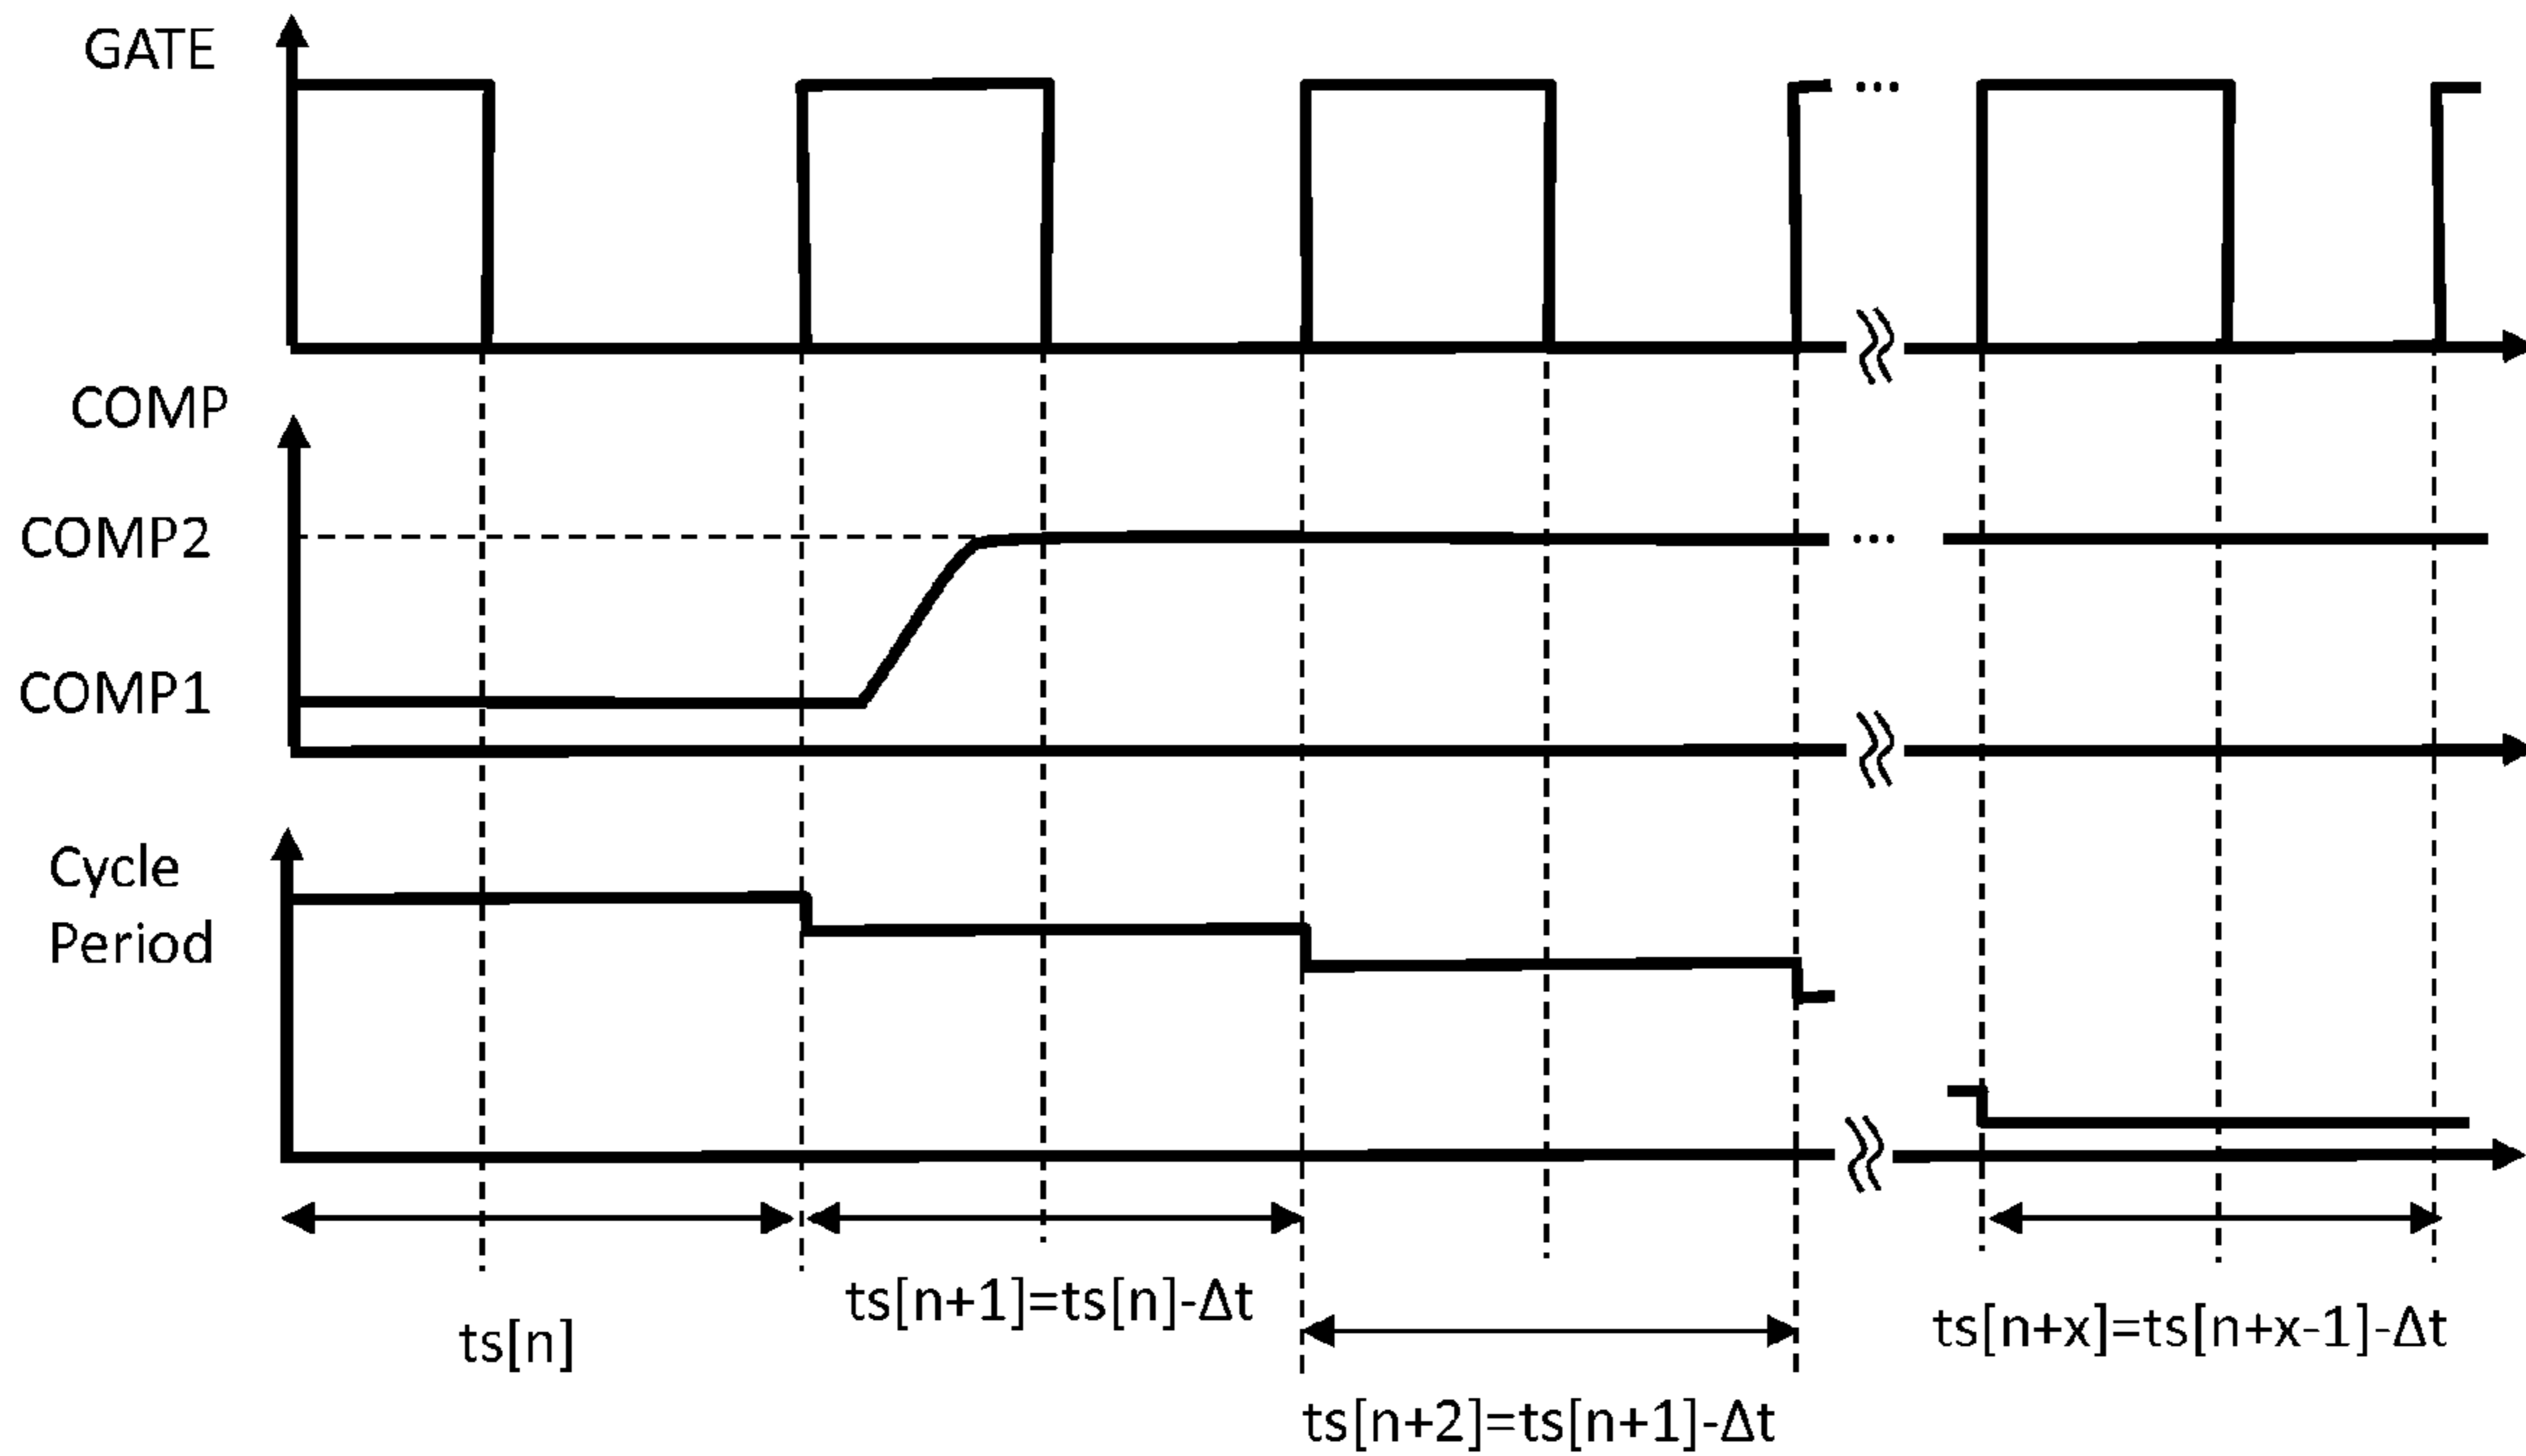 GATE
...
COMP
COMP2
...
COMP1
Cycle
Period
ts[n]
ts[n+1]=ts[n]-Δt
ts[n+2]=ts[n+1]-Δt
ts[n+x]=ts[n+x-1]-Δt